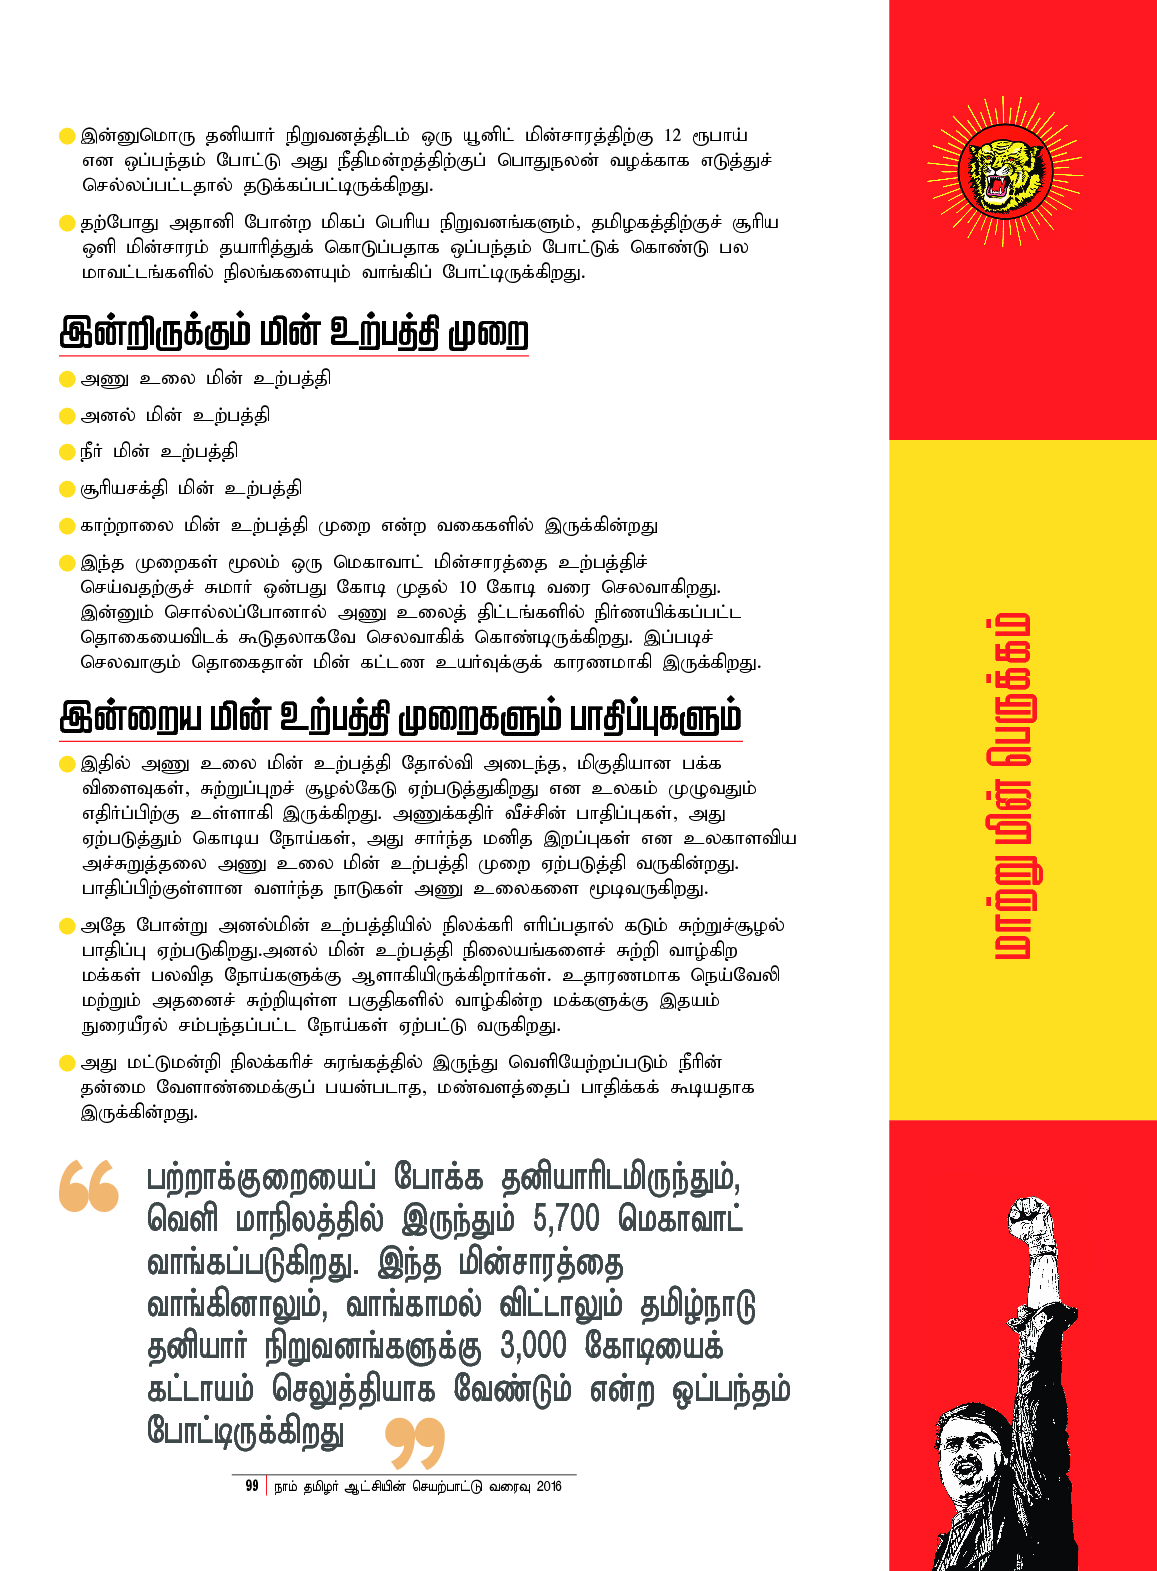 இன்னுமொரு தனியார் நிறுவனத்திடம் ஒரு யூனிட் மின்சாரத்திற்கு 12 ரூபாய்
என ஒப்பந்தம் போட்டு அது நீதிமன்றத்திற்குப் பொதுநலன் வழக்காக எடுத்துச்
செல்லப்பட்டதால் தடுக்கப்பட்டிருக்கிறது.
தற்போது அதானி போன்ற மிகப் பெரிய நிறுவனங்களும், தமிழகத்திற்குச் சூரிய
ஒளி மின்சாரம் தயாரித்துக் கொடுப்பதாக ஒப்பந்தம் போட்டுக் கொண்டு பல
மாவட்டங்களில் நிலங்களையும் வாங்கிப் போட்டிருக்கிறது.
இன்றிருக்கும் மின் உற்பத்தி முறை
அணு உலை மின் உற்பத்தி
அனல் மின் உற்பத்தி
நீர் மின் உற்பத்தி
சூரியசக்தி மின் உற்பத்தி
காற்றாலை மின் உற்பத்தி முறை என்ற வகைகளில் இருக்கின்றது
இந்த முறைகள் மூலம் ஒரு மெகாவாட் மின்சாரத்தை உற்பத்திச்
செய்வதற்குச் சுமார் ஒன்பது கோடி முதல் 10 கோடி வரை செலவாகிறது.
இன்னும் சொல்லப்போனால் அணு உலைத் திட்டங்களில் நிர்ணயிக்கப்பட்ட
தொகையைவிடக் கூடுதலாகவே செலவாகிக் கொண்டிருக்கிறது. இப்படிச்
செலவாகும் தொகைதான் மின் கட்டண உயர்வுக்குக் காரணமாகி இருக்கிறது.
இன்றைய மின் உற்பத்தி முறைகளும் பாதிப்புகளும்
இதில் அணு உலை மின் உற்பத்தி தோல்வி அடைந்த, மிகுதியான பக்க
விளைவுகள், சுற்றுப்புறச் சூழல்கேடு ஏற்படுத்துகிறது என உலகம் முழுவதும்
எதிர்ப்பிற்கு உள்ளாகி இருக்கிறது. அணுக்கதிர் வீச்சின் பாதிப்புகள், அது
ஏற்படுத்தும் கொடிய நோய்கள், அது சார்ந்த மனித இறப்புகள் என உலகாளவிய
அச்சுறுத்தலை அணு உலை மின் உற்பத்தி முறை ஏற்படுத்தி வருகின்றது.
பாதிப்பிற்குள்ளான வளர்ந்த நாடுகள் அணு உலைகளை மூடிவருகிறது.
அதே போன்று அனல்மின் உற்பத்தியில் நிலக்கரி எரிப்பதால் கடும் சுற்றுச்சூழல்
பாதிப்பு ஏற்படுகிறது.அனல் மின் உற்பத்தி நிலையங்களைச் சுற்றி வாழ்கிற
மக்கள் பலவித நோய்களுக்கு ஆளாகியிருக்கிறார்கள். உதாரணமாக நெய்வேலி
மற்றும் அதனைச் சுற்றியுள்ள பகுதிகளில் வாழ்கின்ற மக்களுக்கு இதயம்
நுரையீரல் சம்பந்தப்பட்ட நோய்கள் ஏற்பட்டு வருகிறது.
அது மட்டுமன்றி நிலக்கரிச் சுரங்கத்தில் இருந்து வெளியேற்றப்படும் நீரின்
தன்மை வேளாண்மைக்குப் பயன்படாத, மண்வளத்தைப் பாதிக்கக் கூடியதாக
இருக்கின்றது.
“பற்றாக்குறையைப் போக்க தனியாரிடமிருந்தும்,
வெளி மாநிலத்தில் இருந்தும் 5,700 மெகாவாட்
வாங்கப்படுகிறது. இந்த மின்சாரத்தை
வாங்கினாலும், வாங்காமல் விட்டாலும் தமிழ்நாடு
தனியார் நிறுவனங்களுக்கு 3,000 கோடியைக்
கட்டாயம் செலுத்தியாக வேண்டும் என்ற ஒப்பந்தம்
போட்டிருக்கிறது”
99 | நாம் தமிழர் ஆட்சியின் செயற்பாட்டு வரைவு 2016
மாற்று மின் பெருக்கம்